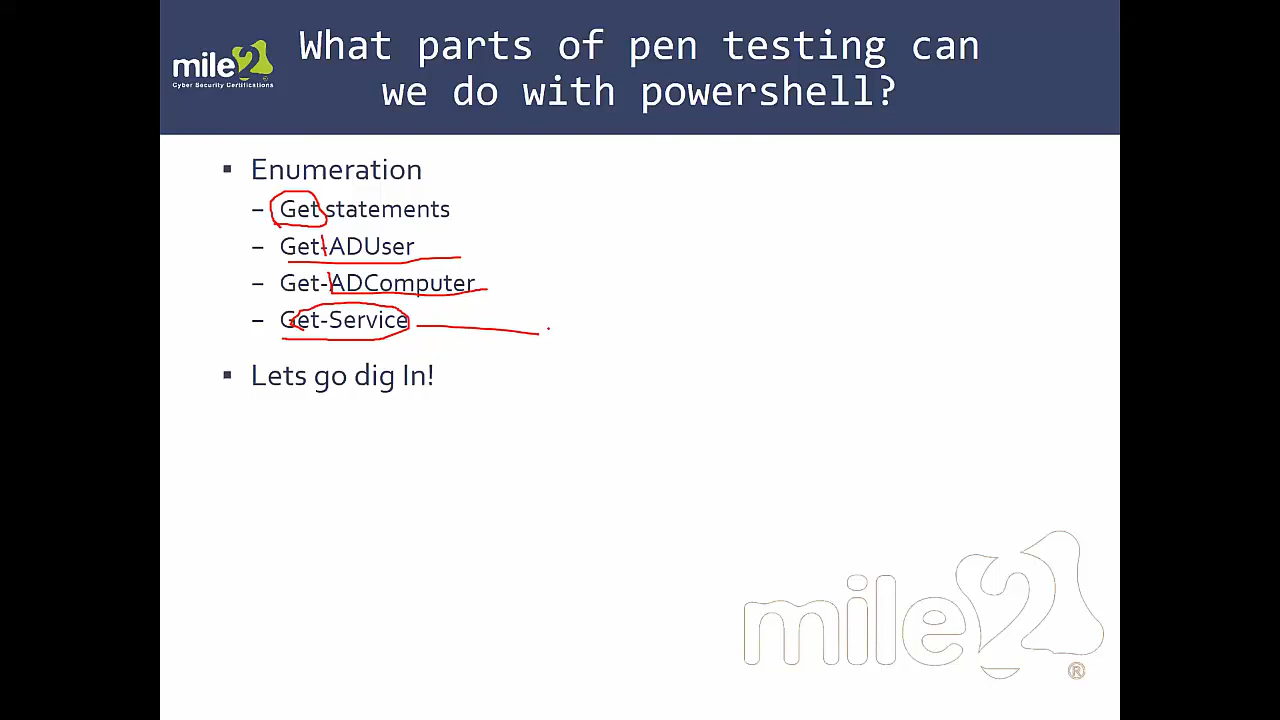 mile2
Cyber Security Certifications
What parts of pen testing can
we do with powershell?
▪ Enumeration
– Get statements
– Get-ADUser
– Get-ADComputer
– Get-Service
▪ Lets go dig In!
mile2
®